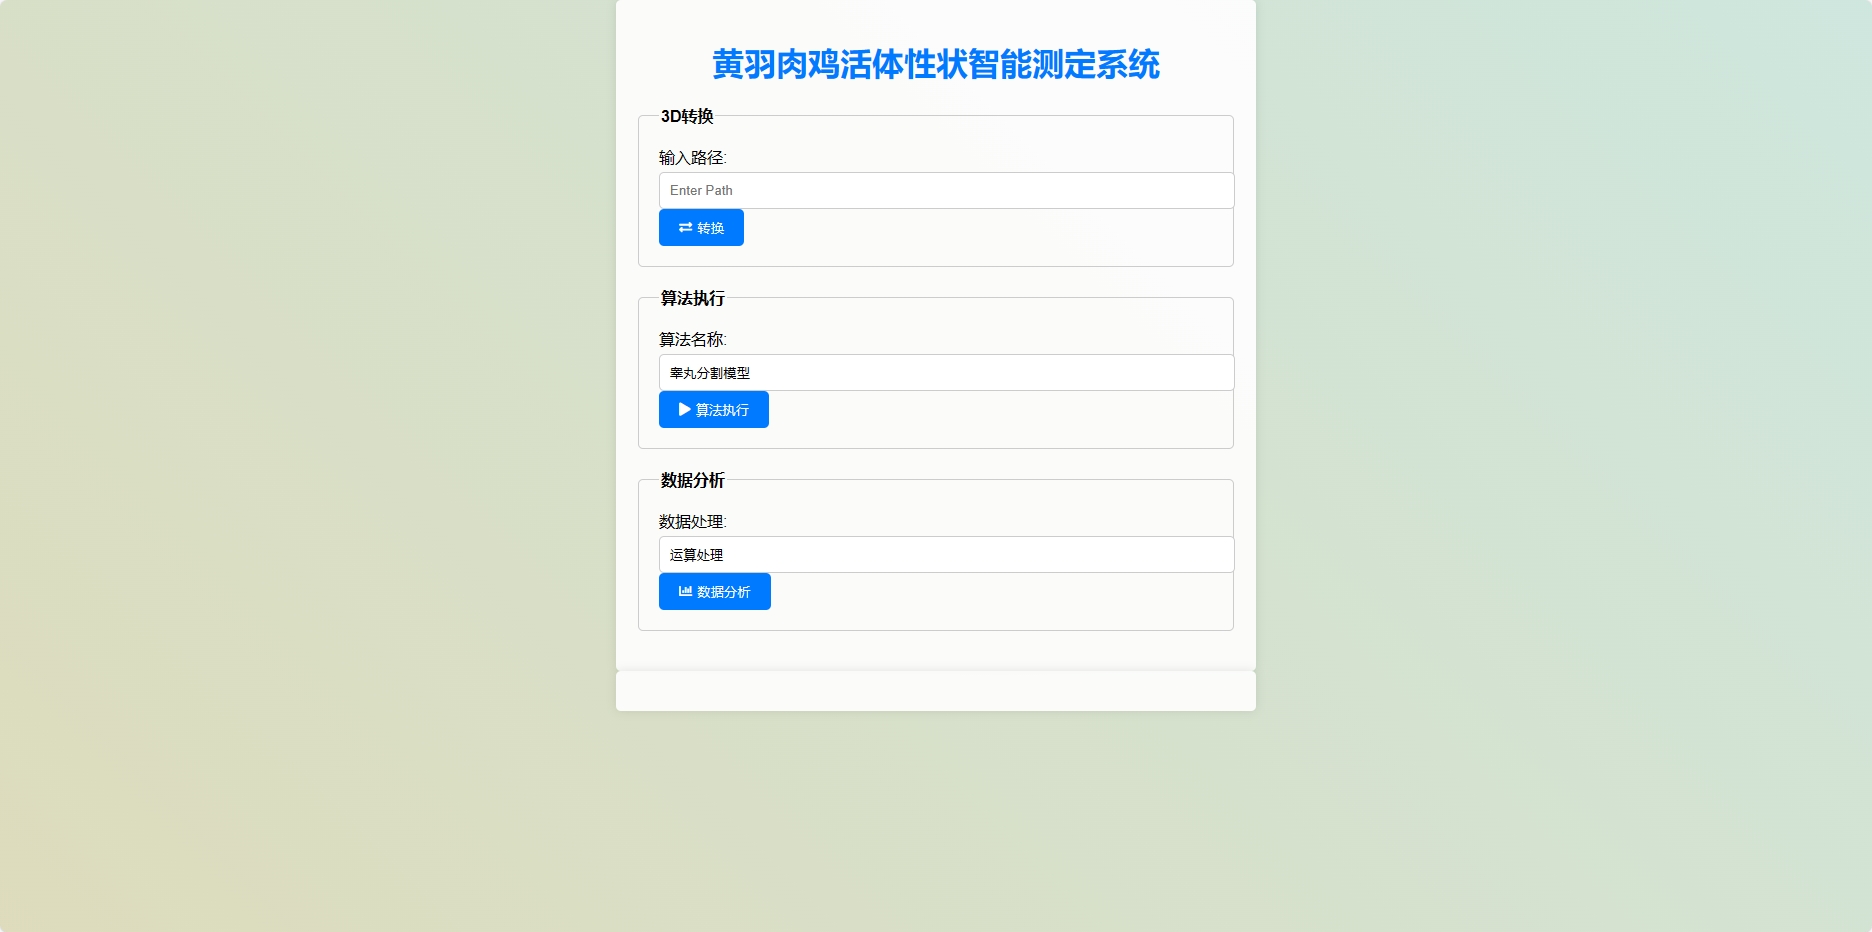 黄羽肉鸡活体性状智能测定系统
3D转换
输入路径:
Enter Path
转换
算法执行
算法名称:
睾丸分割模型
算法执行
数据分析
数据处理:
运算处理
数据分析